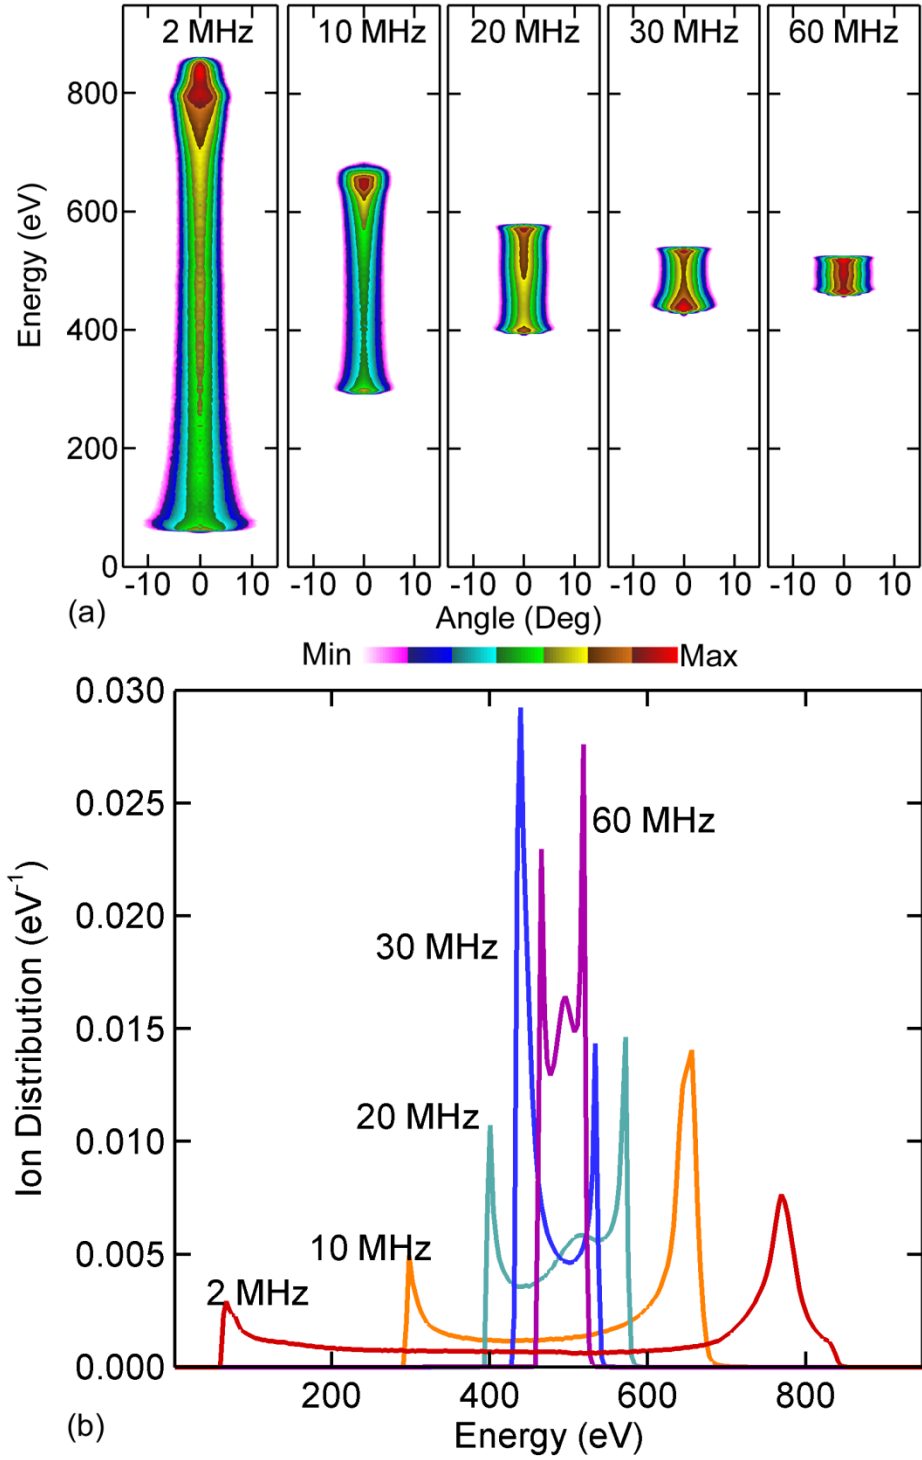 2 MHz 10 MHz 20 MHz 30 MHz 60 MHz
800
600
Energy (eV)
400
200
0
-10 0 10 -10 0 10 -10 0 10 -10 0 10 -10 0 10
(a) Angle (Deg)
Min Max
0.030
0.025
60 MHz
0.020
30 MHz
Ion Distribution (eV⁻¹)
0.015
20 MHz
0.010
10 MHz
0.005
2 MHz
0.000
200 400 600 800
(b) Energy (eV)